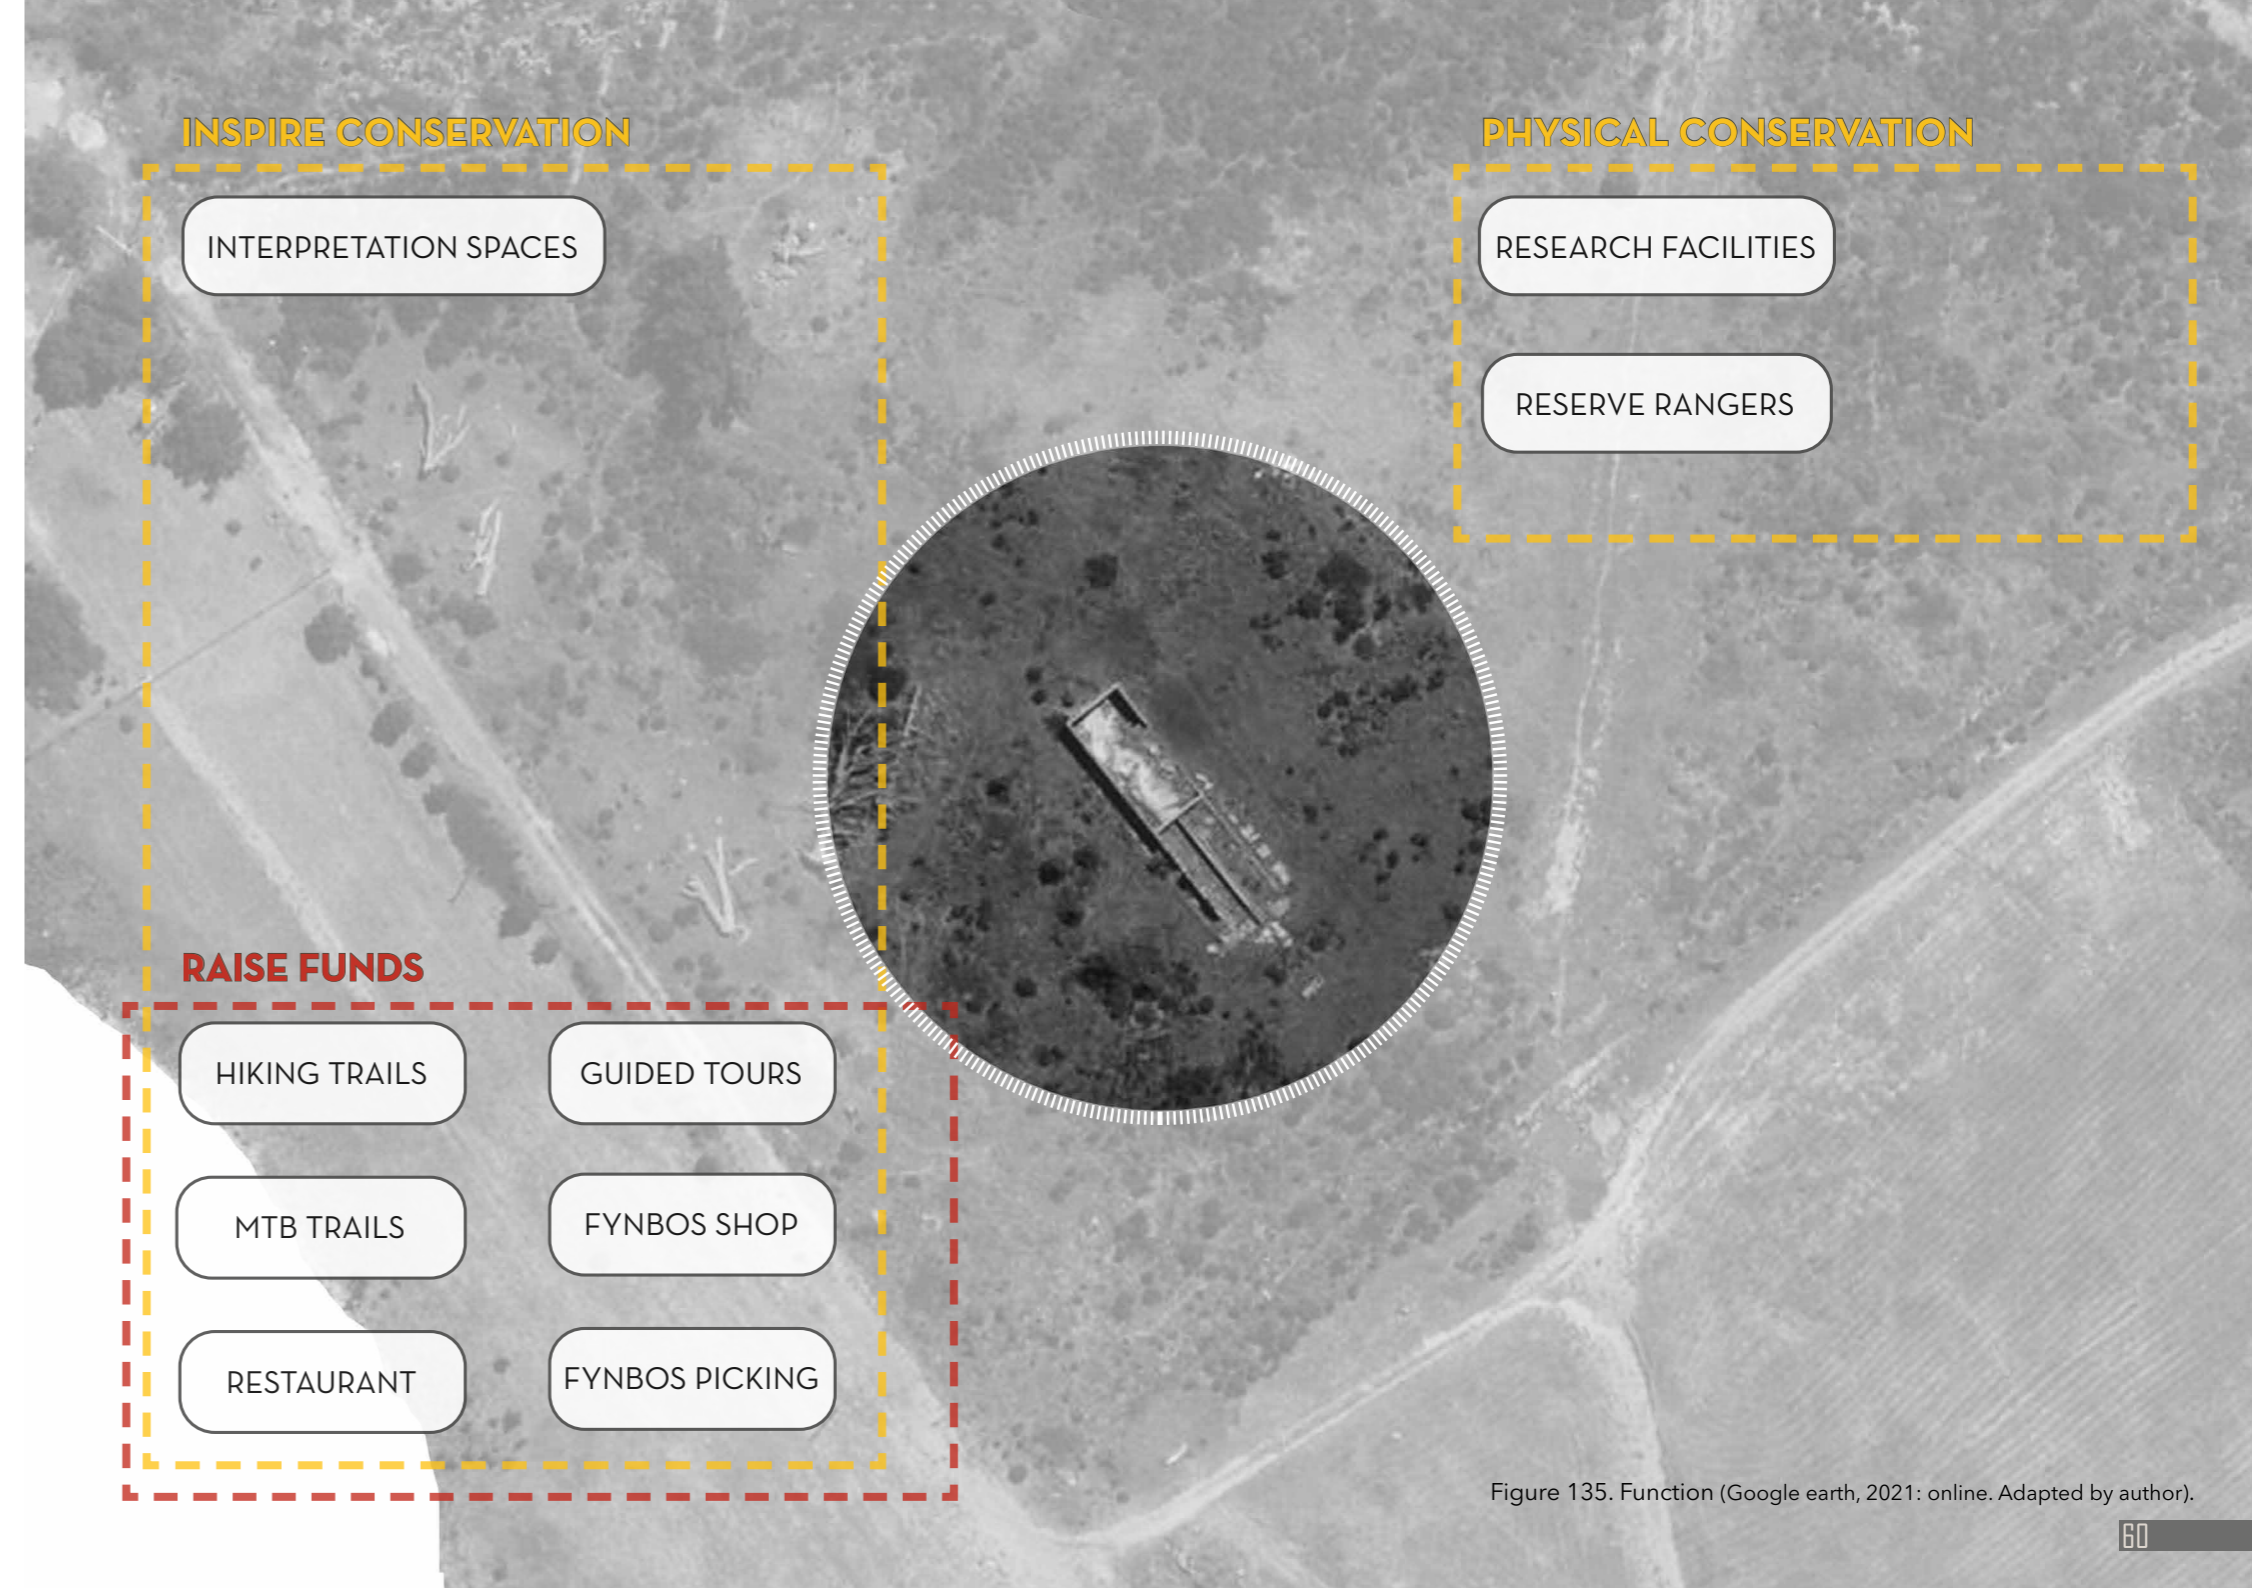 INSPIRE CONSERVATION
INTERPRETATION SPACES
PHYSICAL CONSERVATION
RESEARCH FACILITIES
RESERVE RANGERS
RAISE FUNDS
HIKING TRAILS
GUIDED TOURS
MTB TRAILS
FYNBOS SHOP
RESTAURANT
FYNBOS PICKING
Figure 135. Function (Google earth, 2021: online. Adapted by author).
60